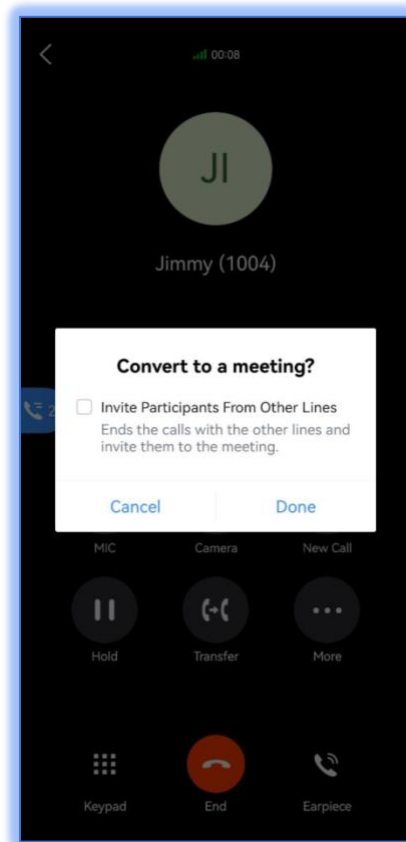 00:08
JI
Jimmy (1004)
Convert to a meeting?
Invite Participants From Other Lines
Ends the calls with the other lines and
invite them to the meeting.
2
Cancel
Done
MIC
Camera
New Call
Hold
Transfer
More
Keypad
End
Earpiece